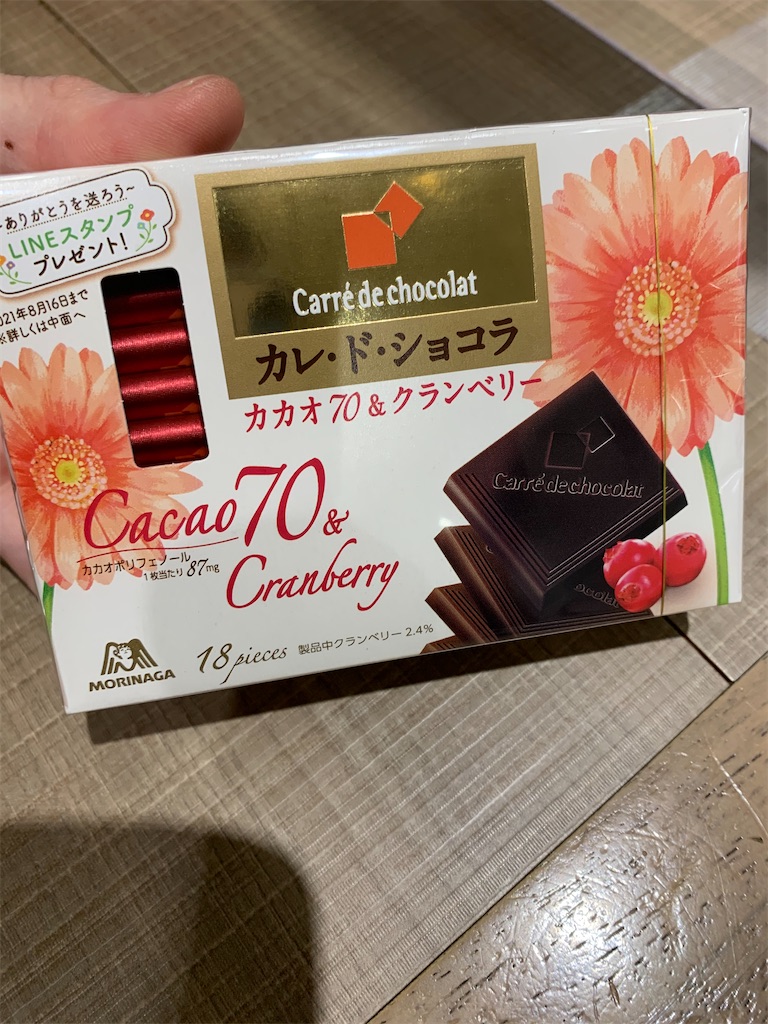 ~ありがとうを送ろう~
LINEスタンプ
プレゼント!
021年8月16日まで
※詳しくは中面へ
Carré de chocolat
カレ・ド・ショコラ
カカオ70&クランベリー
Carré de chocolat
Cacao70&
Cranberry
カカオポリフェノール
1枚当たり87mg
MORINAGA
18pieces
製品中クランベリー2.4%